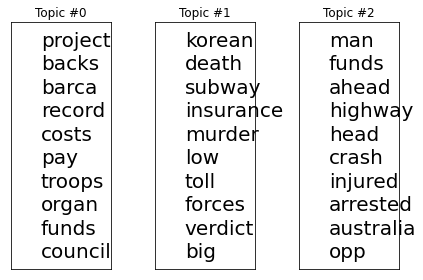 Topic #0
project
backs
barca
record
costs
pay
troops
organ
funds
council
Topic #1
korean
death
subway
insurance
murder
low
toll
forces
verdict
big
Topic #2
man
funds
ahead
highway
head
crash
injured
arrested
australia
opp